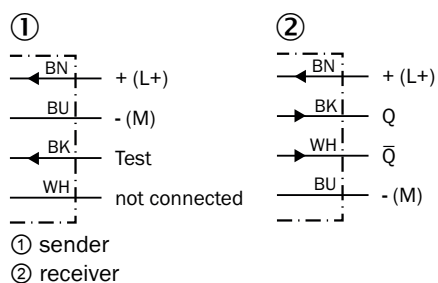 ①
BN + (L+)
BU - (M)
BK Test
WH not connected
②
BN + (L+)
BK Q
WH Q̅
BU - (M)
① sender
② receiver